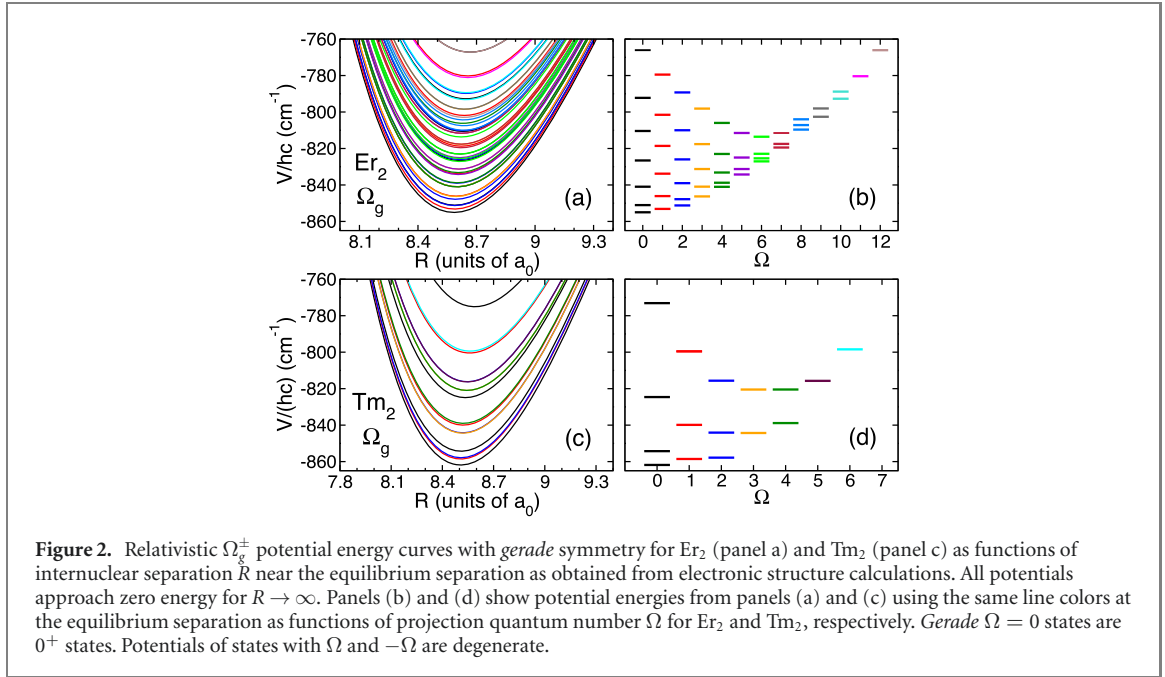 -760
-780
-800
-820
-840
-860
V/hc (cm⁻¹)
Er₂
Ω_g
(a)
8.1 8.4 8.7 9 9.3
R (units of a₀)
(b)
0 2 4 6 8 10 12
Ω
-760
-780
-800
-820
-840
-860
V/(hc) (cm⁻¹)
Tm₂
Ω_g
(c)
7.8 8.1 8.4 8.7 9 9.3
R (units of a₀)
(d)
0 1 2 3 4 5 6 7
Ω
Figure 2. Relativistic Ω_g^± potential energy curves with gerade symmetry for Er₂ (panel a) and Tm₂ (panel c) as functions of
internuclear separation R near the equilibrium separation as obtained from electronic structure calculations. All potentials
approach zero energy for R → ∞. Panels (b) and (d) show potential energies from panels (a) and (c) using the same line colors at
the equilibrium separation as functions of projection quantum number Ω for Er₂ and Tm₂, respectively. Gerade Ω = 0 states are
0⁺ states. Potentials of states with Ω and −Ω are degenerate.